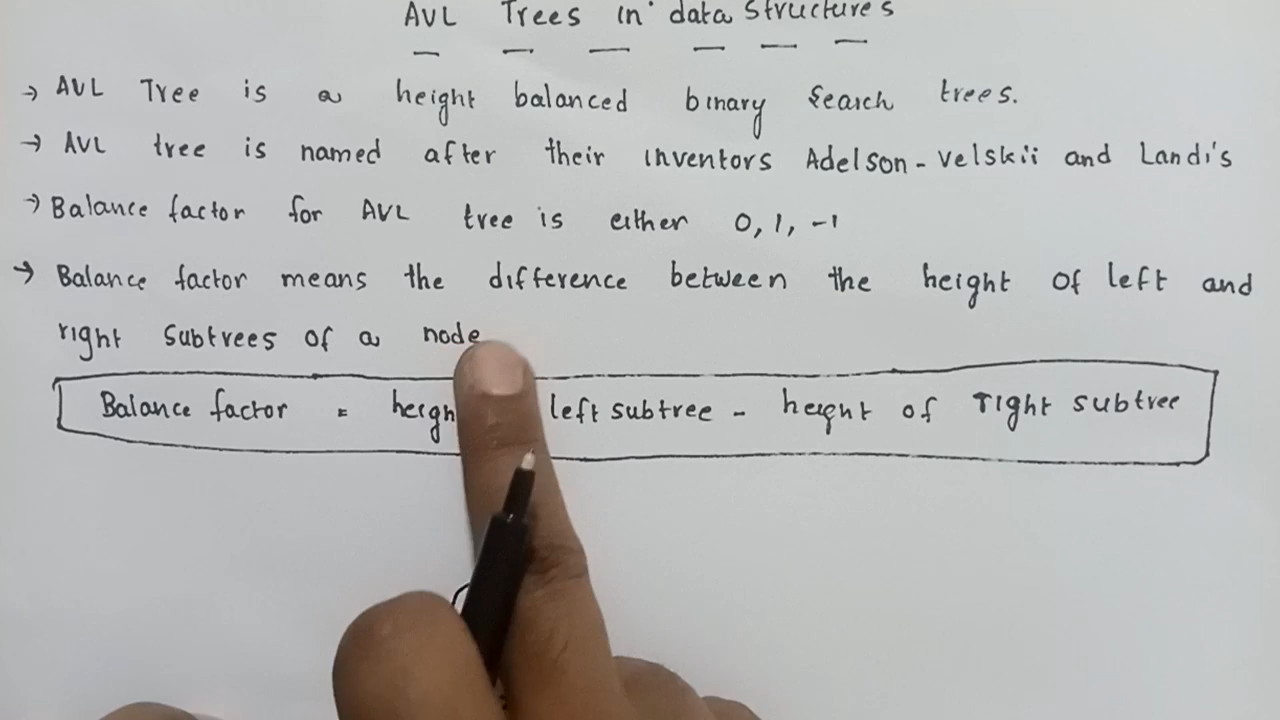 AVL Trees in data structures
→ AVL Tree is a height balanced binary search trees.
→ AVL tree is named after their inventors Adelson-velskii and Landi's
→ Balance factor for AVL tree is either 0, 1, -1
→ Balance factor means the difference between the height of left and
right subtrees of a node
Balance factor = heigh left subtree - height of right subtree